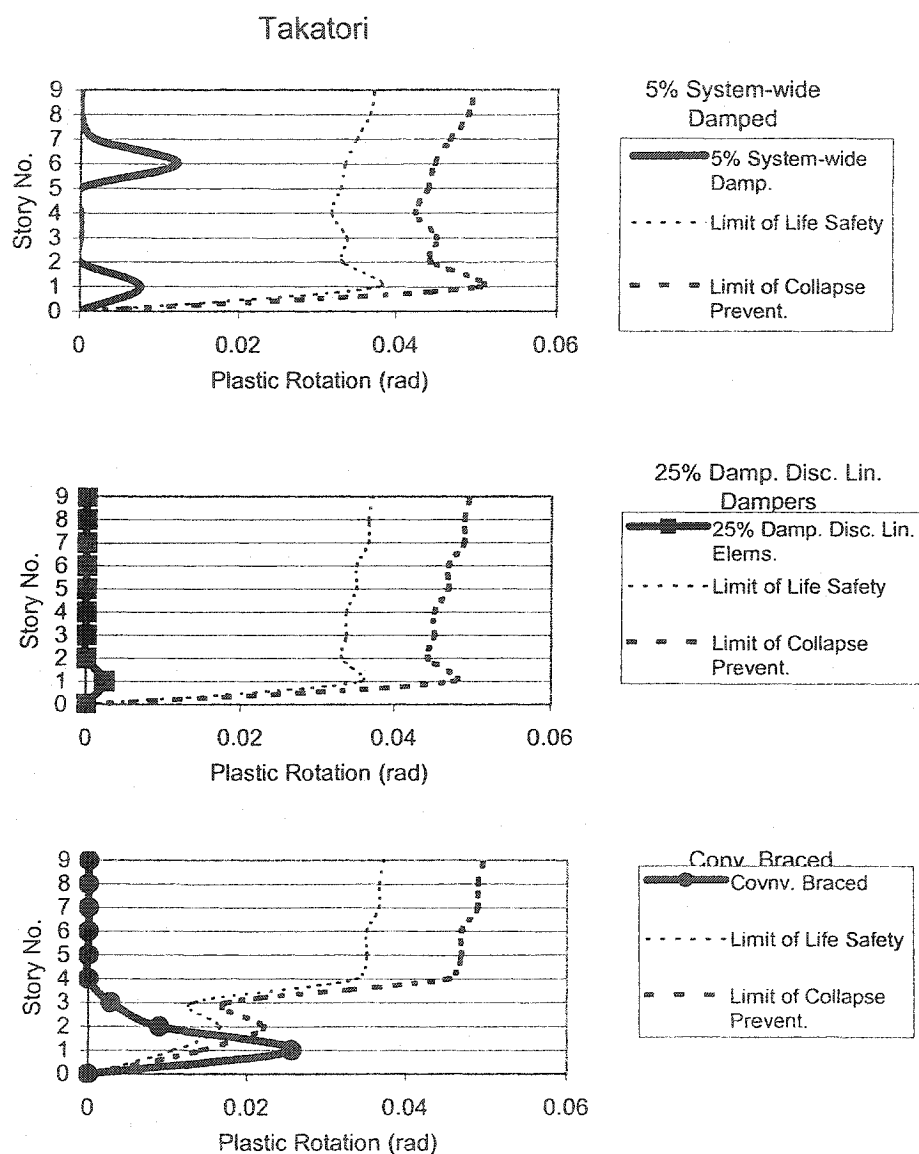 Takatori
5% System-wide
Damped
9
8
7
6
5
4
3
2
1
0
Story No.
0
0.02
0.04
0.06
Plastic Rotation (rad)
5% System-wide
Damp.
Limit of Life Safety
Limit of Collapse
Prevent.
25% Damp. Disc. Lin.
Dampers
9
8
7
6
5
4
3
2
1
0
Story No.
0
0.02
0.04
0.06
Plastic Rotation (rad)
25% Damp. Disc. Lin.
Elems.
Limit of Life Safety
Limit of Collapse
Prevent.
Conv. Braced
9
8
7
6
5
4
3
2
1
0
Story No.
0
0.02
0.04
0.06
Plastic Rotation (rad)
Covnv. Braced
Limit of Life Safety
Limit of Collapse
Prevent.